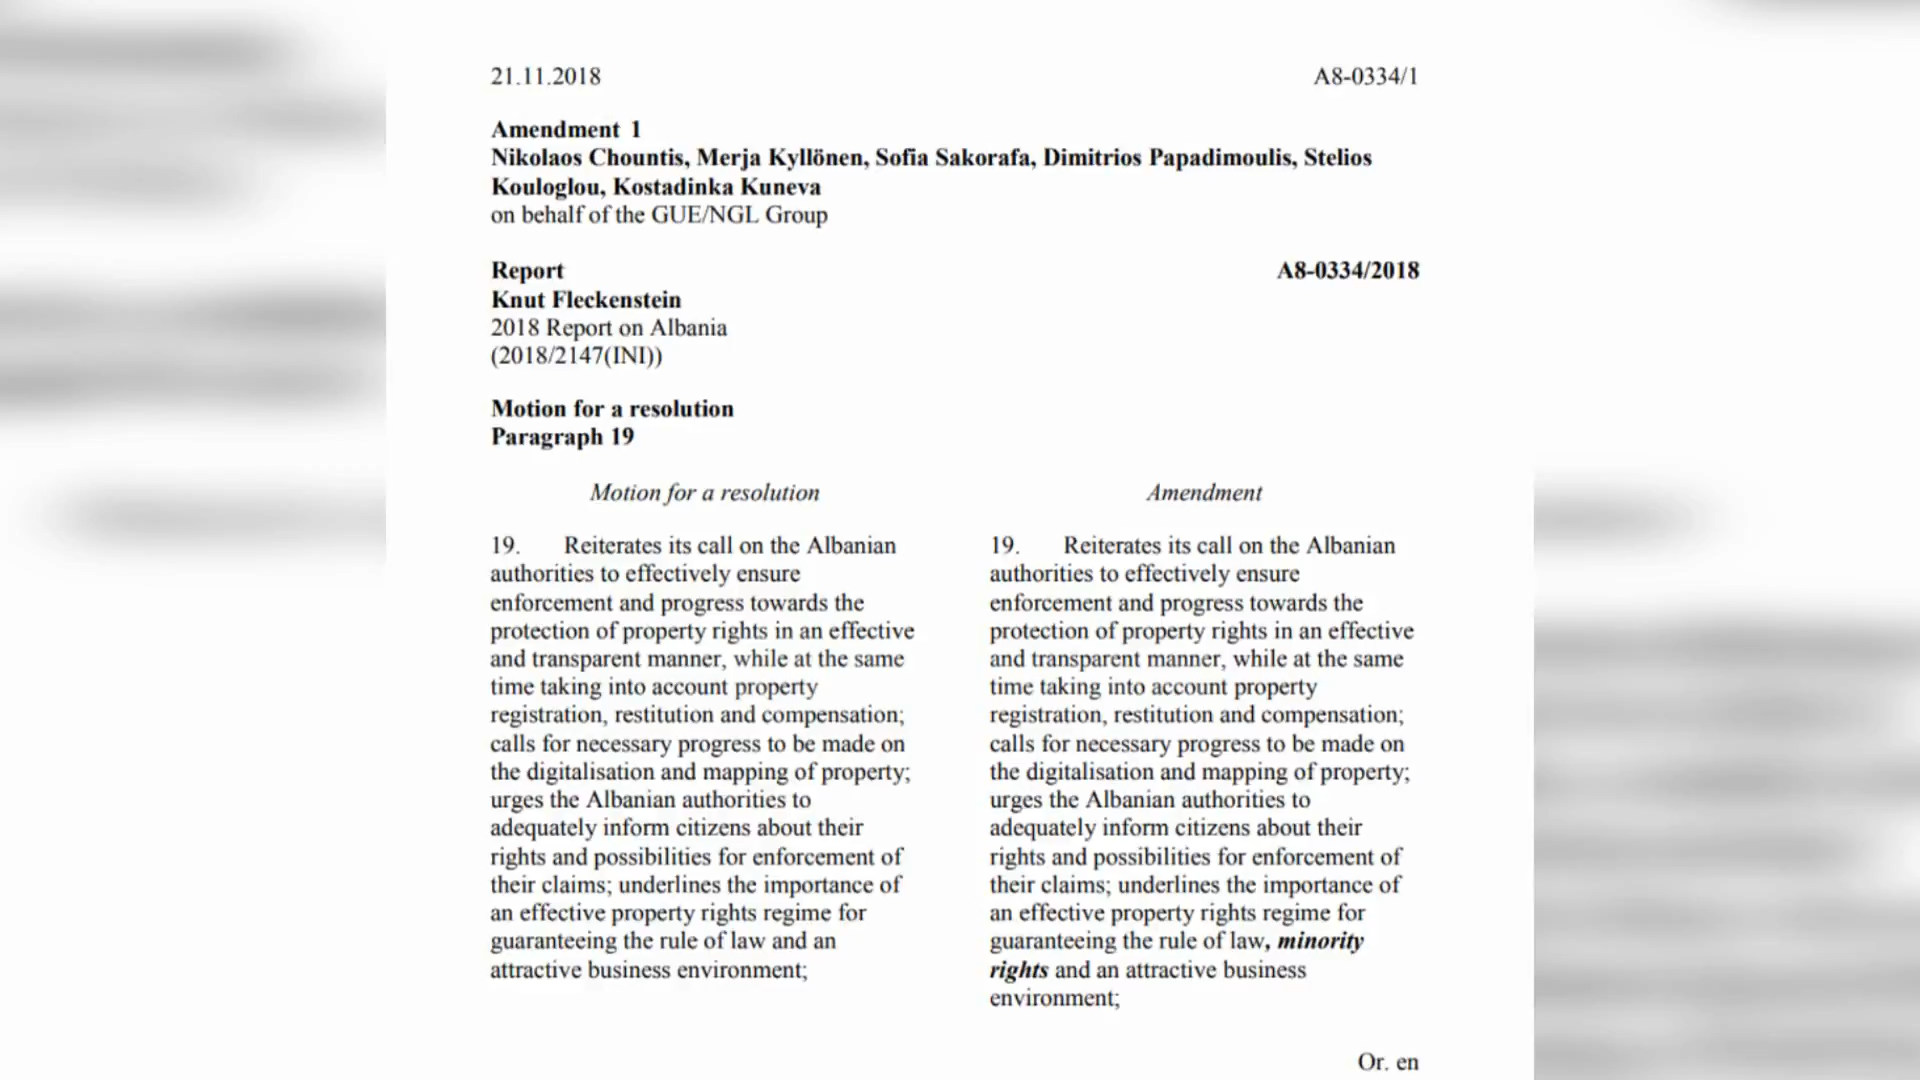 21.11.2018 A8-0334/1
Amendment 1
Nikolaos Chountis, Merja Kyllönen, Sofia Sakorafa, Dimitrios Papadimoulis, Stelios
Kouloglou, Kostadinka Kuneva
on behalf of the GUE/NGL Group
Report A8-0334/2018
Knut Fleckenstein
2018 Report on Albania
(2018/2147(INI))
Motion for a resolution
Paragraph 19
Motion for a resolution
19. Reiterates its call on the Albanian
authorities to effectively ensure
enforcement and progress towards the
protection of property rights in an effective
and transparent manner, while at the same
time taking into account property
registration, restitution and compensation;
calls for necessary progress to be made on
the digitalisation and mapping of property;
urges the Albanian authorities to
adequately inform citizens about their
rights and possibilities for enforcement of
their claims; underlines the importance of
an effective property rights regime for
guaranteeing the rule of law and an
attractive business environment;
Amendment
19. Reiterates its call on the Albanian
authorities to effectively ensure
enforcement and progress towards the
protection of property rights in an effective
and transparent manner, while at the same
time taking into account property
registration, restitution and compensation;
calls for necessary progress to be made on
the digitalisation and mapping of property;
urges the Albanian authorities to
adequately inform citizens about their
rights and possibilities for enforcement of
their claims; underlines the importance of
an effective property rights regime for
guaranteeing the rule of law, minority
rights and an attractive business
environment;
Or. en